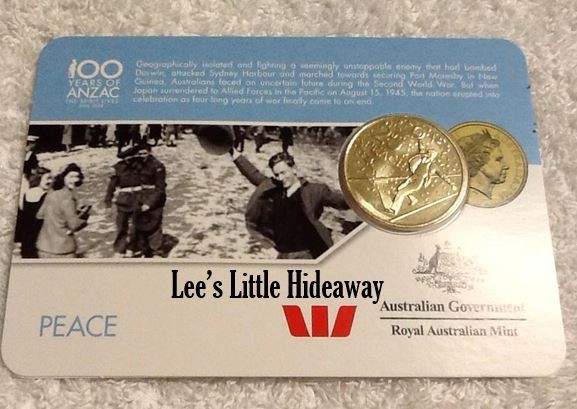 100
YEARS OF
ANZAC
THE SPIRIT LIVES
2014 - 2018
Geographically isolated and fighting a seemingly unstoppable enemy that had bombed
Darwin, attacked Sydney Harbour and marched towards securing Port Moresby in New
Guinea, Australians faced an uncertain future during the Second World War. But when
Japan surrendered to Allied Forces in the Pacific on August 15, 1945, the nation erupted into
celebration as four long years of war finally came to an end.
Lee's Little Hideaway
PEACE
Australian Government
Royal Australian Mint